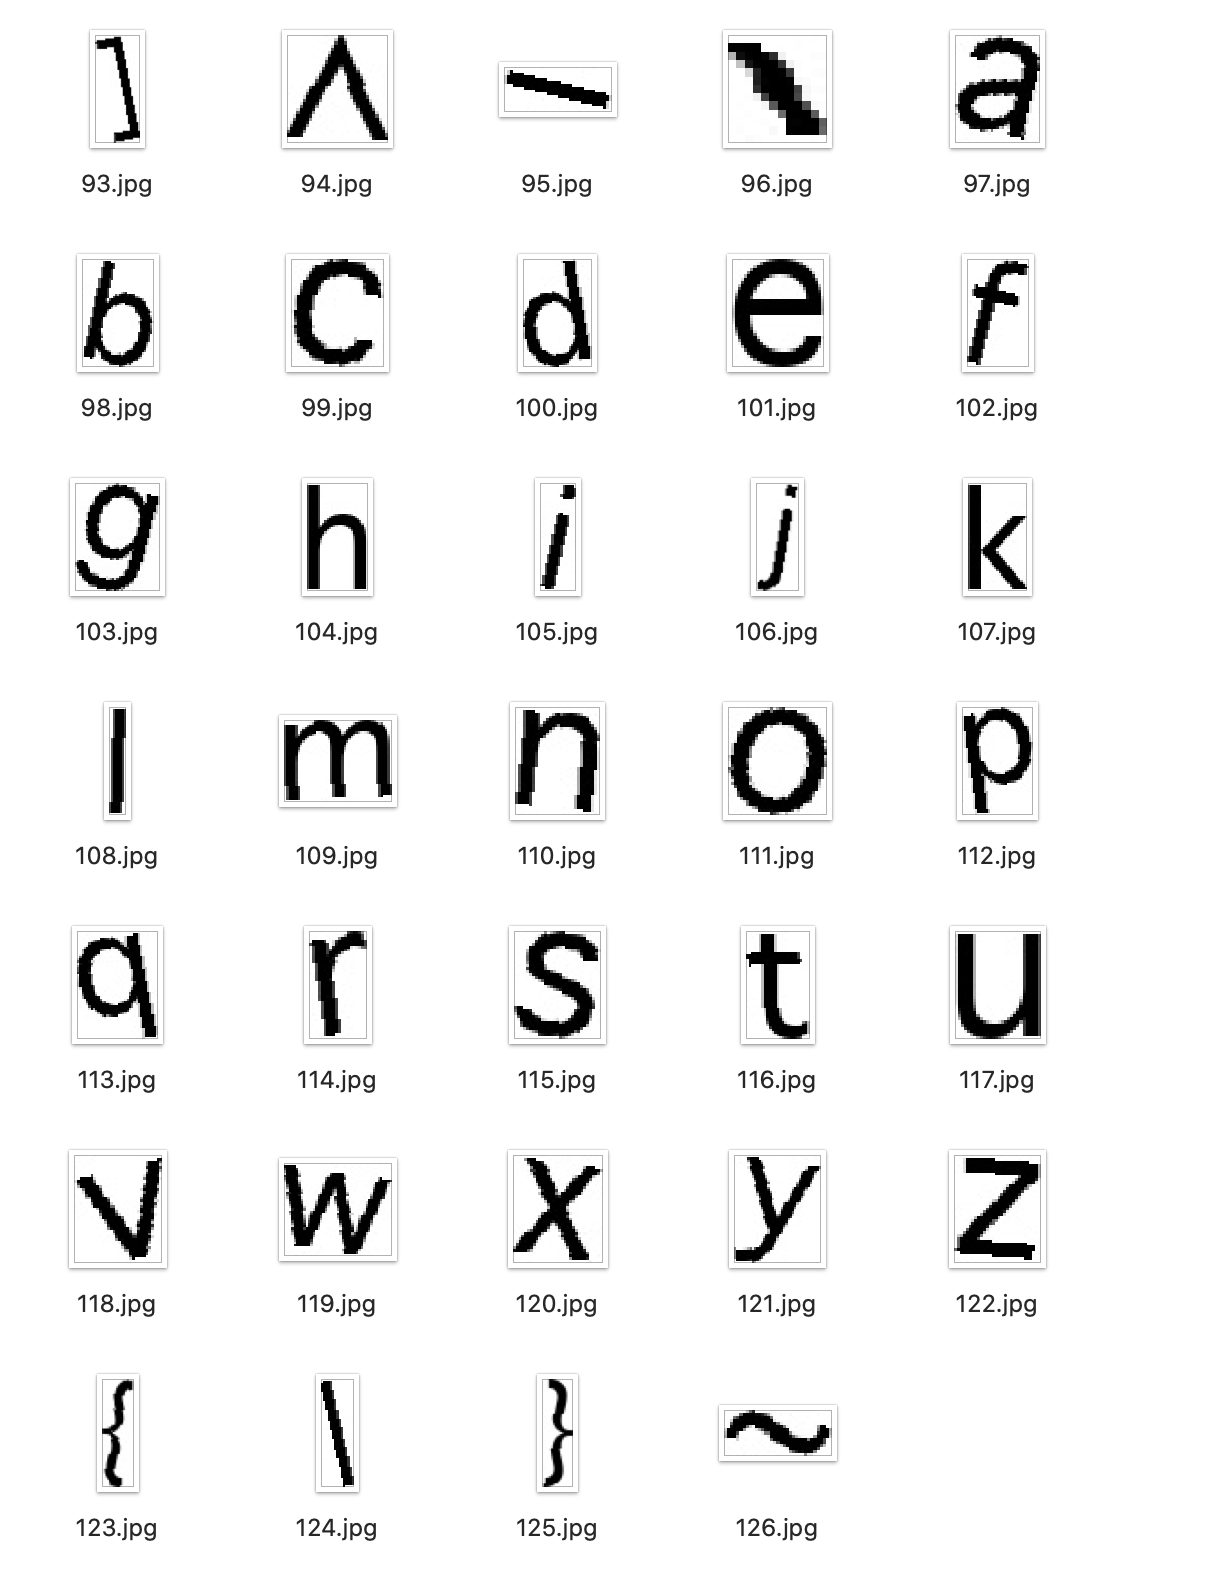 ] ^ _ ` a
93.jpg 94.jpg 95.jpg 96.jpg 97.jpg
b c d e f
98.jpg 99.jpg 100.jpg 101.jpg 102.jpg
g h i j k
103.jpg 104.jpg 105.jpg 106.jpg 107.jpg
l m n o p
108.jpg 109.jpg 110.jpg 111.jpg 112.jpg
q r s t u
113.jpg 114.jpg 115.jpg 116.jpg 117.jpg
v w x y z
118.jpg 119.jpg 120.jpg 121.jpg 122.jpg
{ | } ~
123.jpg 124.jpg 125.jpg 126.jpg